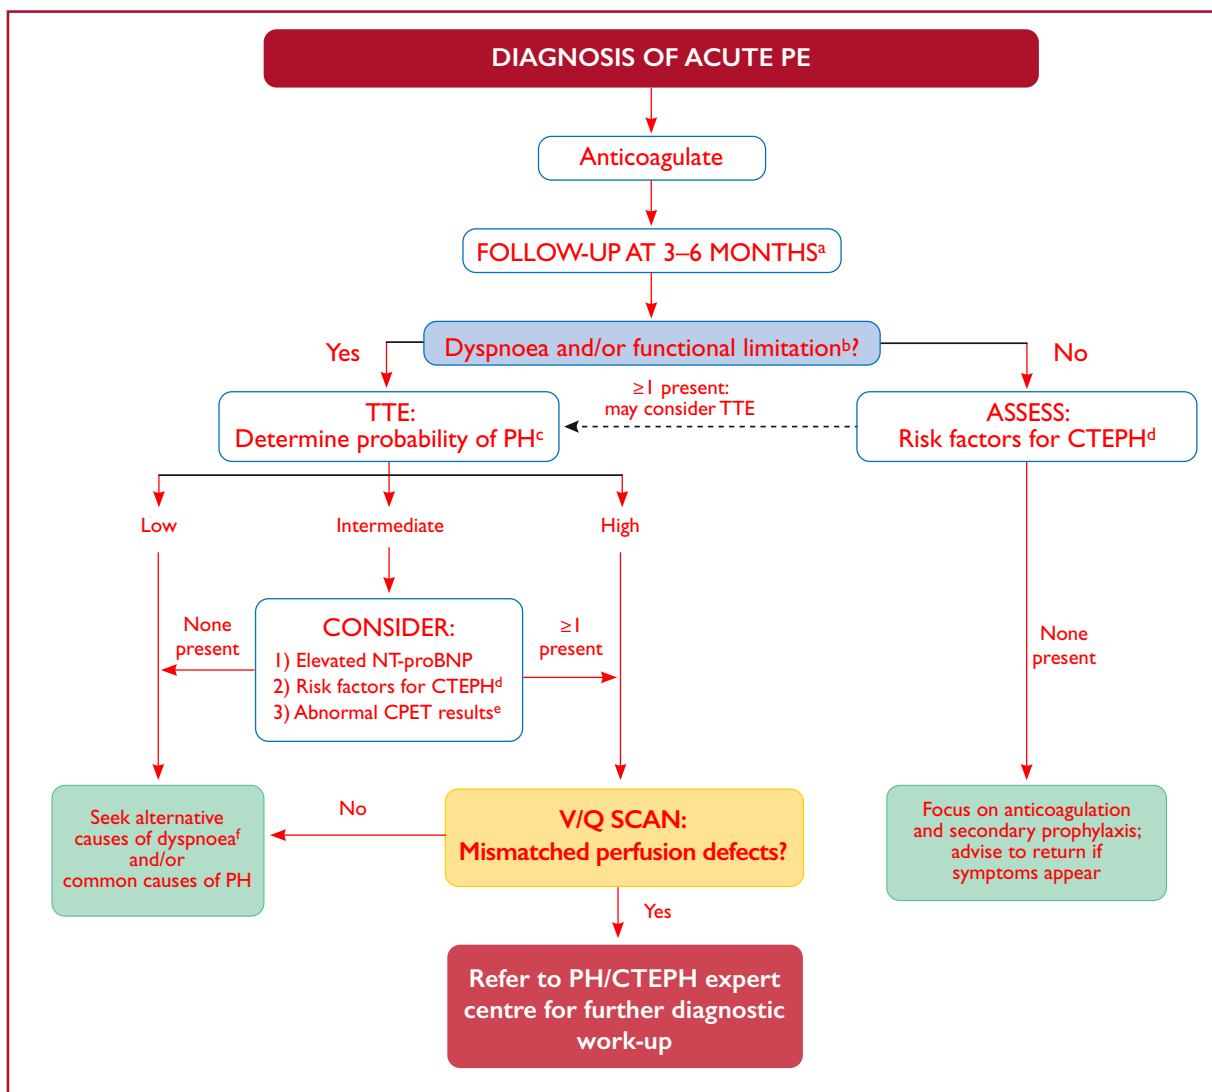 DIAGNOSIS OF ACUTE PE
Anticoagulate
FOLLOW-UP AT 3–6 MONTHSᵃ
Yes
Dyspnoea and/or functional limitationᵇ?
No
≥1 present:
may consider TTE
TTE:
Determine probability of PHᶜ
ASSESS:
Risk factors for CTEPHᵈ
Low
Intermediate
High
None
present
CONSIDER:
1) Elevated NT-proBNP
2) Risk factors for CTEPHᵈ
3) Abnormal CPET resultsᵉ
≥1
present
None
present
Seek alternative
causes of dyspnoeaᶠ
and/or
common causes of PH
No
V/Q SCAN:
Mismatched perfusion defects?
Focus on anticoagulation
and secondary prophylaxis;
advise to return if
symptoms appear
Yes
Refer to PH/CTEPH expert
centre for further diagnostic
work-up